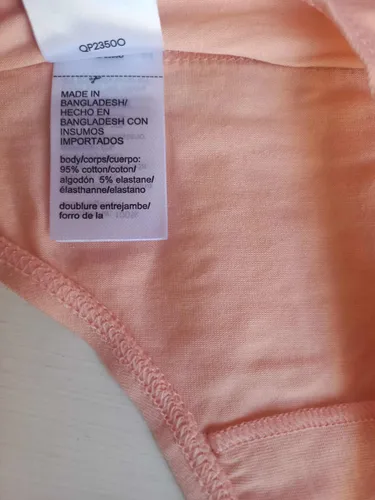 QP2350O
MADE IN
BANGLADESH/
HECHO EN
BANGLADESH CON
INSUMOS
IMPORTADOS
body/corps/cuerpo:
95% cotton/coton/
algodón  5% elastane/
élasthanne/elastano
doublure entrejambe/
forro de la